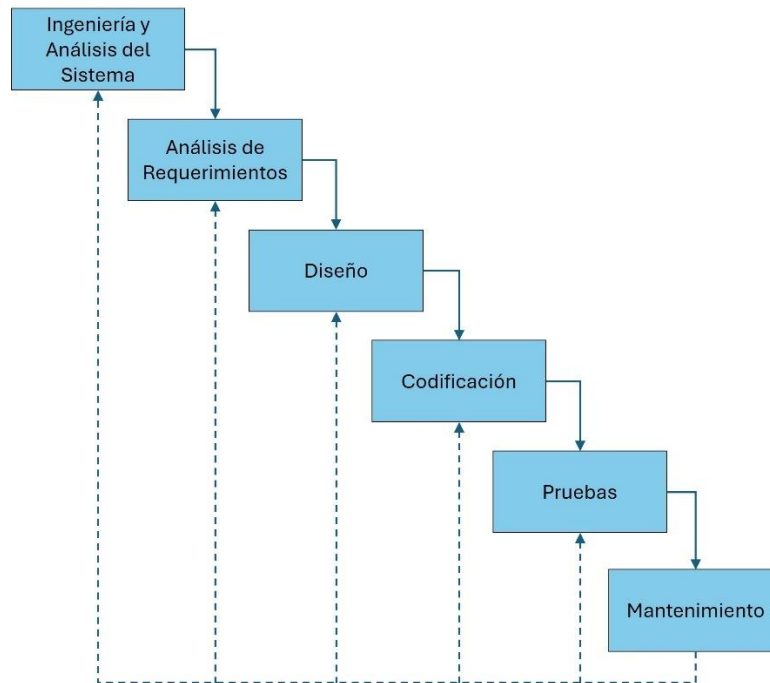 Ingeniería y
Análisis del
Sistema
Análisis de
Requerimientos
Diseño
Codificación
Pruebas
Mantenimiento